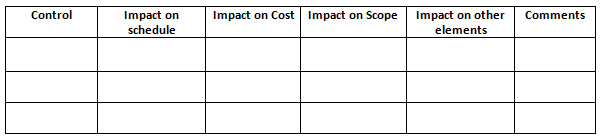 Control
Impact on
schedule
Impact on Cost
Impact on Scope
Impact on other
elements
Comments